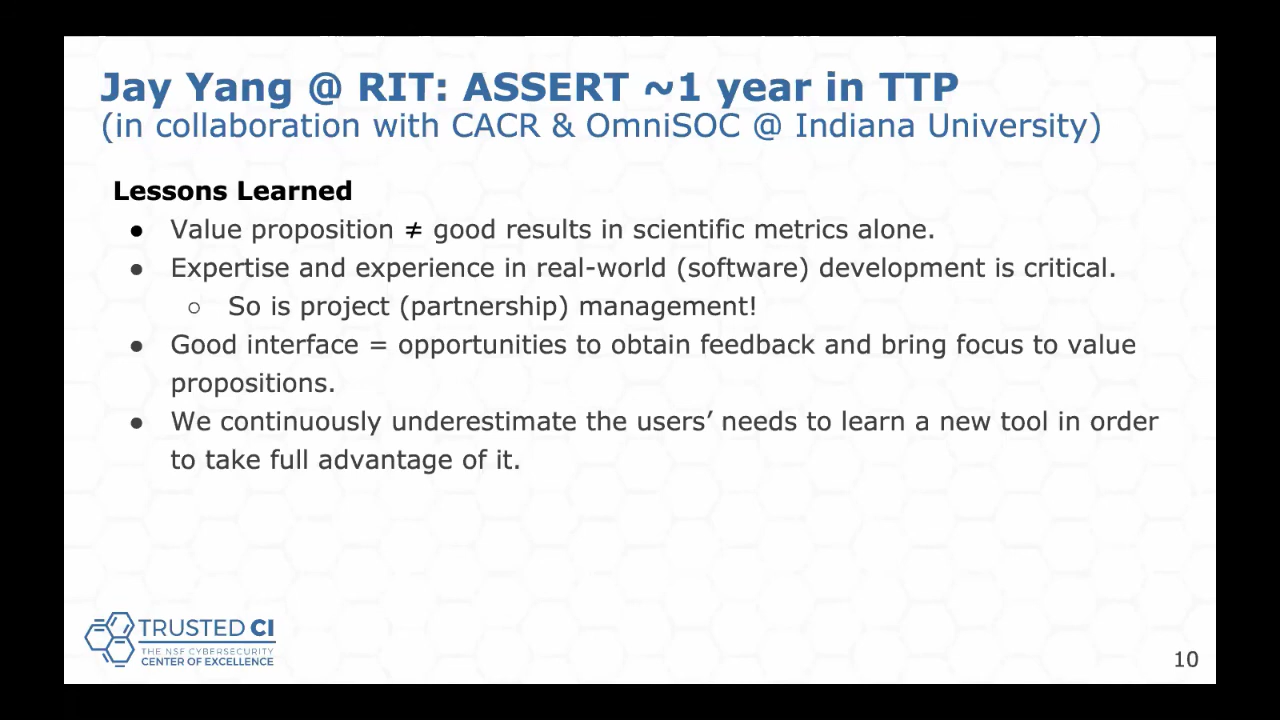 Jay Yang @ RIT: ASSERT ~1 year in TTP
(in collaboration with CACR & OmniSOC @ Indiana University)
Lessons Learned
● Value proposition ≠ good results in scientific metrics alone.
● Expertise and experience in real-world (software) development is critical.
○ So is project (partnership) management!
● Good interface = opportunities to obtain feedback and bring focus to value
propositions.
● We continuously underestimate the users’ needs to learn a new tool in order
to take full advantage of it.
TRUSTED CI
THE NSF CYBERSECURITY
CENTER OF EXCELLENCE
10